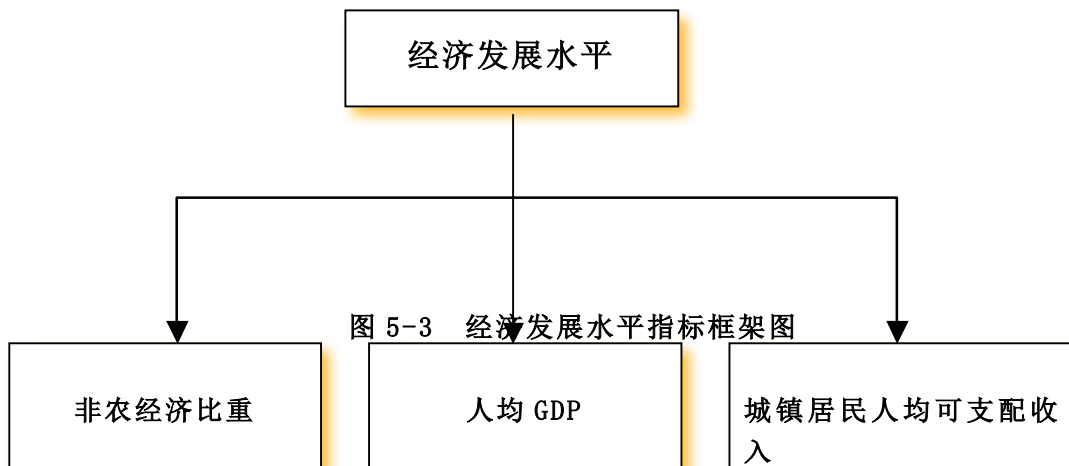 经济发展水平
图 5-3 经济发展水平指标框架图
非农经济比重
人均 GDP
城镇居民人均可支配收
入